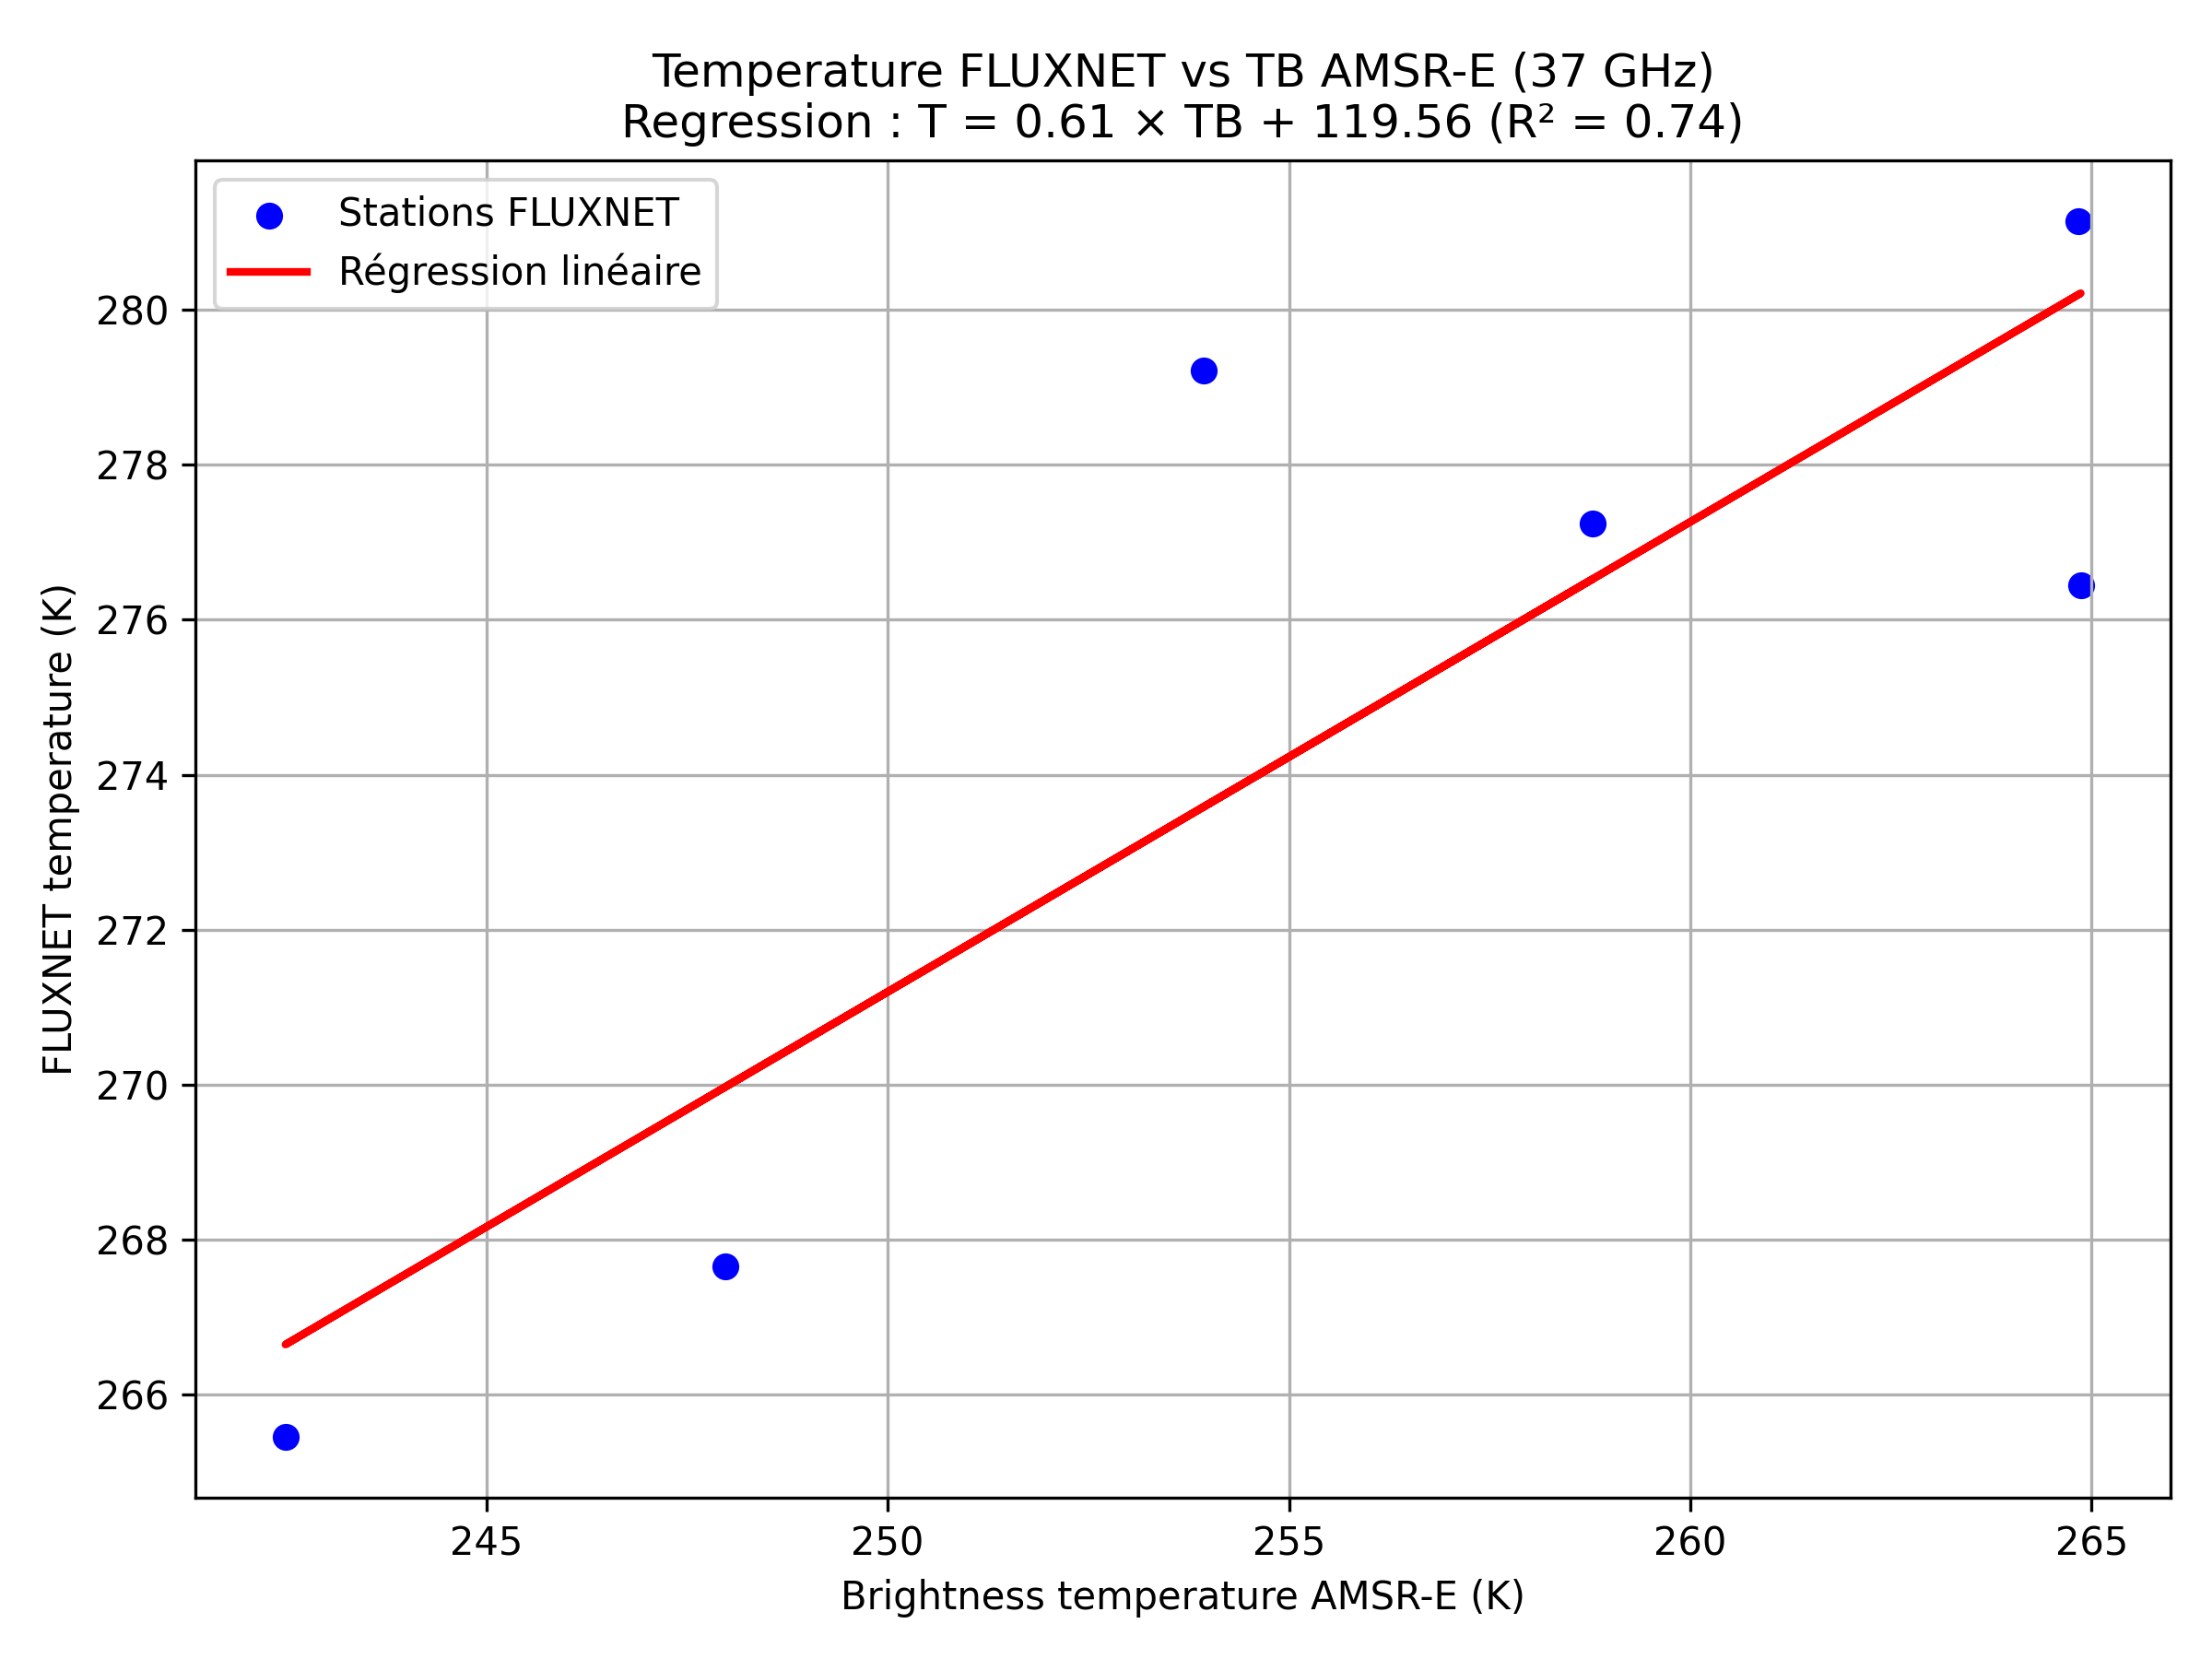 Temperature FLUXNET vs TB AMSR-E (37 GHz)
Regression : T = 0.61 × TB + 119.56 (R² = 0.74)
Stations FLUXNET
Régression linéaire
280
278
276
274
272
270
268
266
FLUXNET temperature (K)
245 250 255 260 265
Brightness temperature AMSR-E (K)